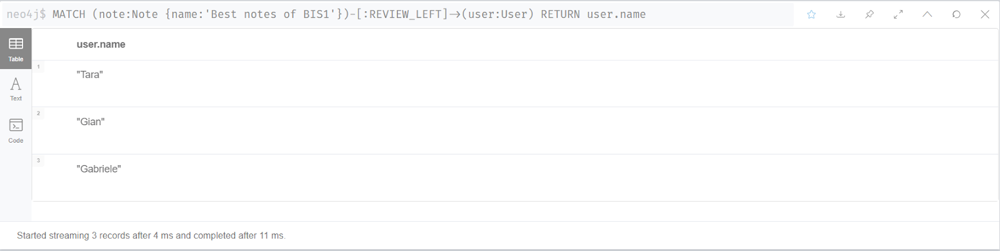 neo4j$ MATCH (note:Note {name:'Best notes of BIS1'})-[:REVIEW_LEFT]→(user:User) RETURN user.name
Table
Text
Code
user.name
1
"Tara"
2
"Gian"
3
"Gabriele"
Started streaming 3 records after 4 ms and completed after 11 ms.